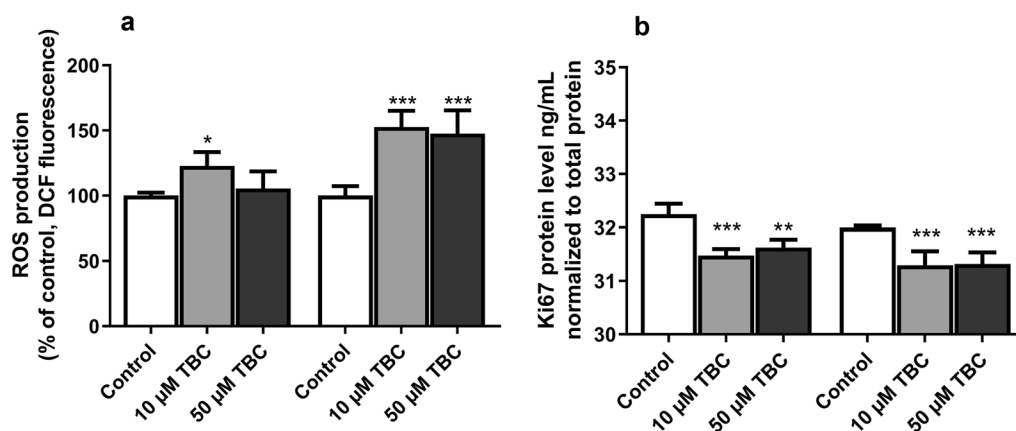 a
ROS production
(% of control, DCF fluorescence)
200
150
100
50
0
*
***
***
Control
10 µM TBC
50 µM TBC
Control
10 µM TBC
50 µM TBC
b
Ki67 protein level ng/mL
normalized to total protein
35
34
33
32
31
30
***
**
***
***
Control
10 µM TBC
50 µM TBC
Control
10 µM TBC
50 µM TBC